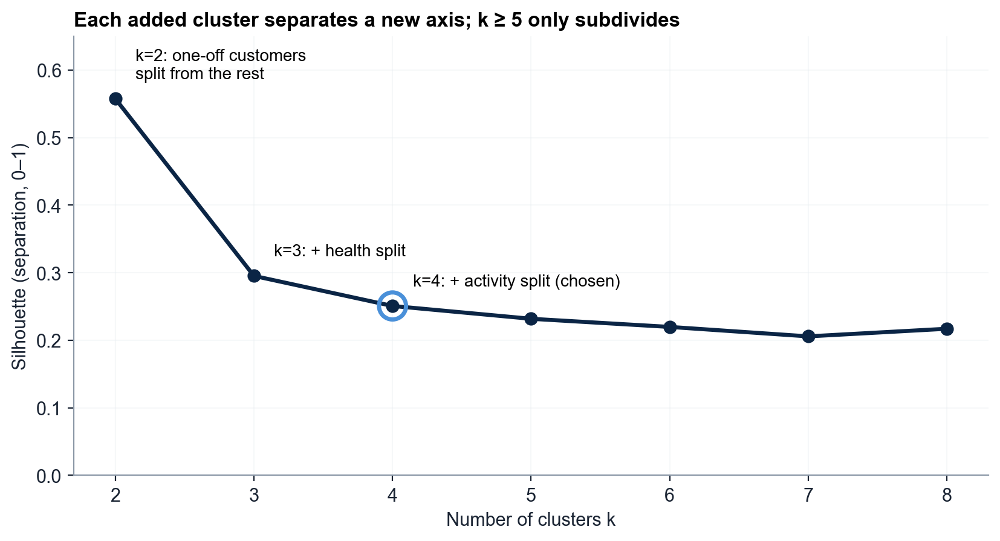 Each added cluster separates a new axis; k ≥ 5 only subdivides
k=2: one-off customers
split from the rest
k=3: + health split
k=4: + activity split (chosen)
Silhouette (separation, 0–1)
0.6
0.5
0.4
0.3
0.2
0.1
0.0
2 3 4 5 6 7 8
Number of clusters k